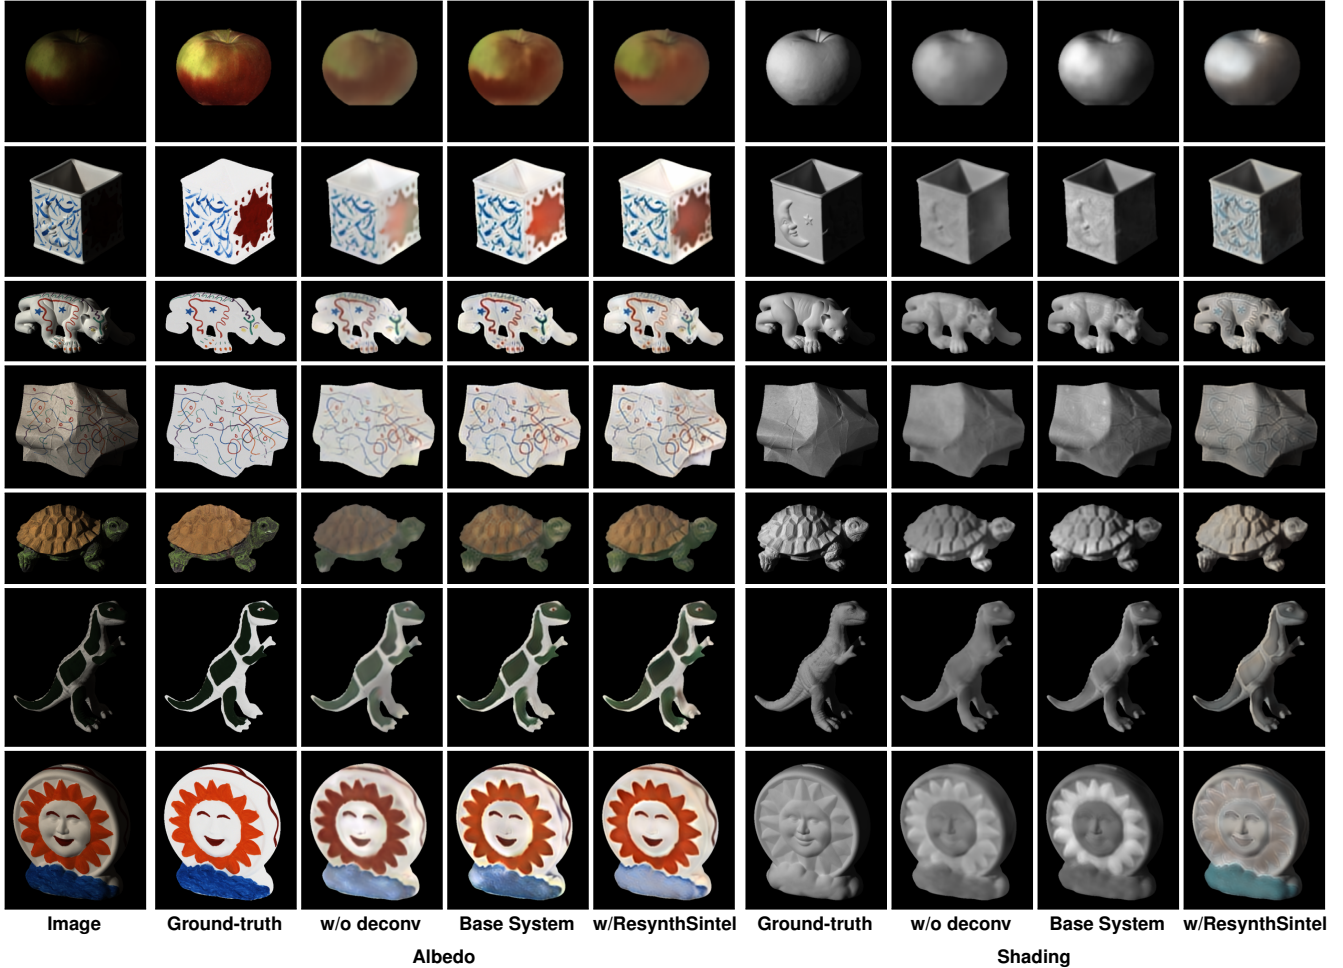 Image Ground-truth w/o deconv Base System w/ResynthSintel Ground-truth w/o deconv Base System w/ResynthSintel
Albedo Shading